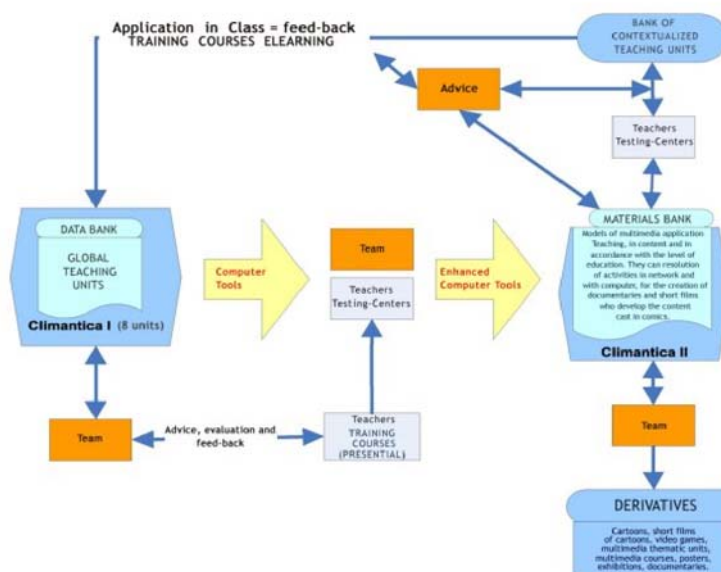 Application in Class = feed-back
TRAINING COURSES ELEARNING
BANK OF
CONTEXTUALIZED
TEACHING UNITS
Advice
Teachers
Testing-Centers
DATA BANK
GLOBAL
TEACHING
UNITS
Climantica I (8 units)
Computer
Tools
Team
Teachers
Testing-Centers
Enhanced
Computer Tools
MATERIALS BANK
Models of multimedia application
Teaching, in content and in
accordance with the level of
education. They can resolution
of activities in network and
with computer, for the creation of
documentaries and short films
who develop the content
cast in comics.
Climantica II
Team
Advice, evaluation and
feed-back
Teachers
TRAINING
COURSES
(PRESENTIAL)
Team
DERIVATIVES
Cartoons, short films
of cartoons, video games,
multimedia thematic units,
multimedia courses, posters,
exhibitions, documentaries.